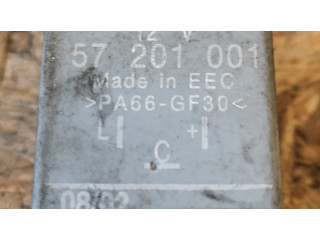 12 V
57 201 001
Made in EEC
>PA66-GF30<
L +
C
08/02